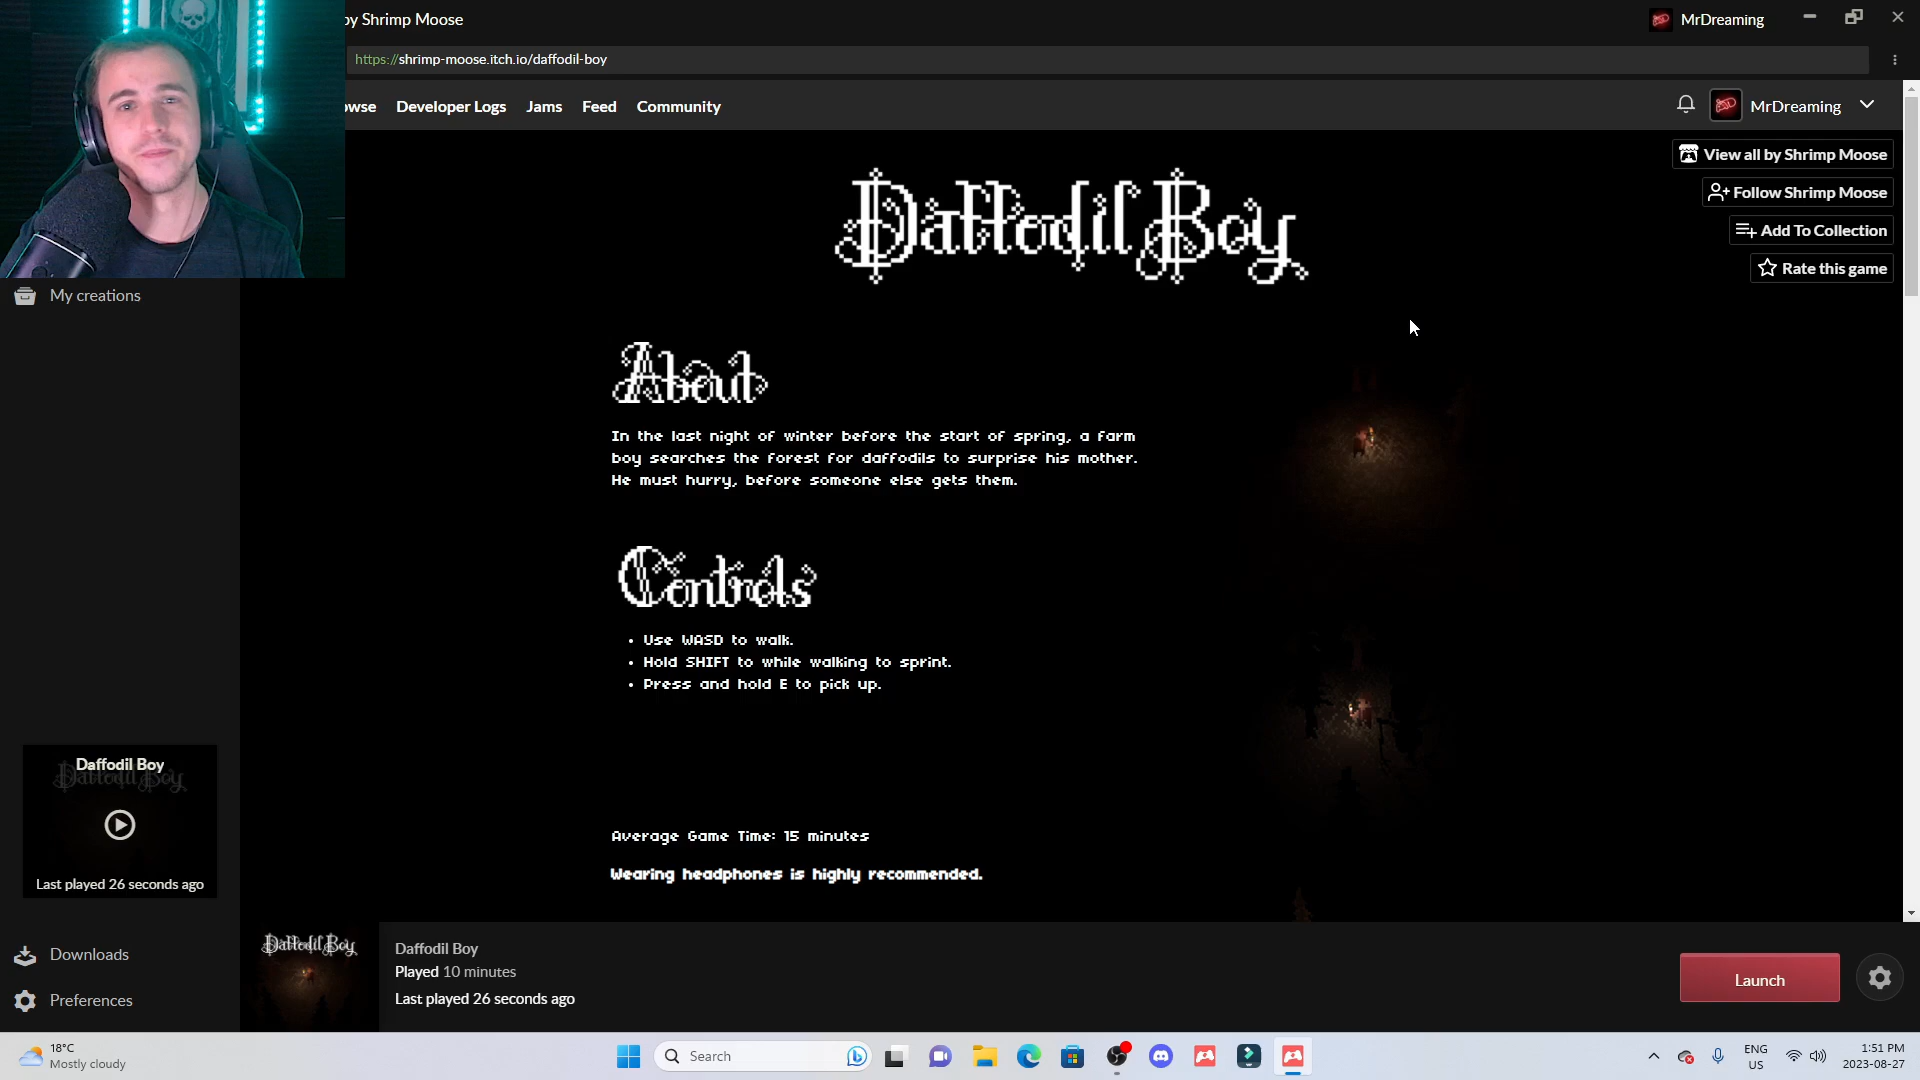 by Shrimp Moose
MrDreaming
https://shrimp-moose.itch.io/daffodil-boy
owse
Developer Logs
Jams
Feed
Community
MrDreaming
View all by Shrimp Moose
Follow Shrimp Moose
Add To Collection
Rate this game
Daffodil Boy
My creations
About
In the last night of winter before the start of spring, a farm
boy searches the forest for daffodils to surprise his mother.
He must hurry, before someone else gets them.
Controls
• Use WASD to walk.
• Hold SHIFT to while walking to sprint.
• Press and hold E to pick up.
Average Game Time: 15 minutes
Wearing headphones is highly recommended.
Daffodil Boy
Daffodil Boy
Last played 26 seconds ago
Downloads
Preferences
Daffodil Boy
Daffodil Boy
Played 10 minutes
Last played 26 seconds ago
Launch
18°C
Mostly cloudy
Search
ENG
US
1:51 PM
2023-08-27